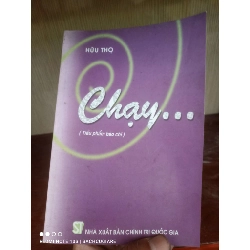 HỮU THỌ
Chạy...
( Tiểu phẩm báo chí )
NHÀ XUẤT BẢN CHÍNH TRỊ QUỐC GIA